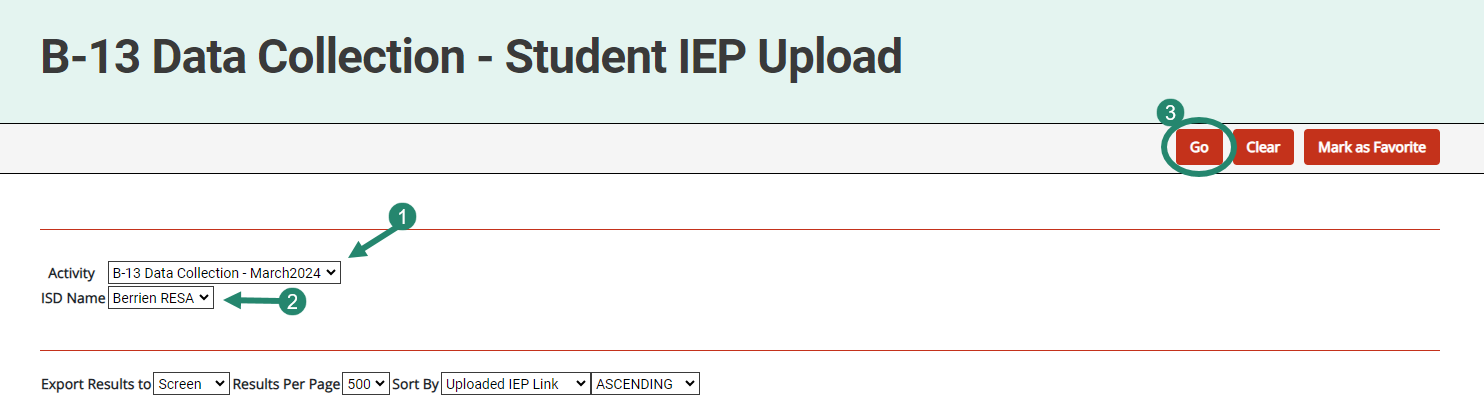 B-13 Data Collection - Student IEP Upload
3
Go Clear Mark as Favorite
1
Activity B-13 Data Collection - March2024
ISD Name Berrien RESA 2
Export Results to Screen Results Per Page 500 Sort By Uploaded IEP Link ASCENDING